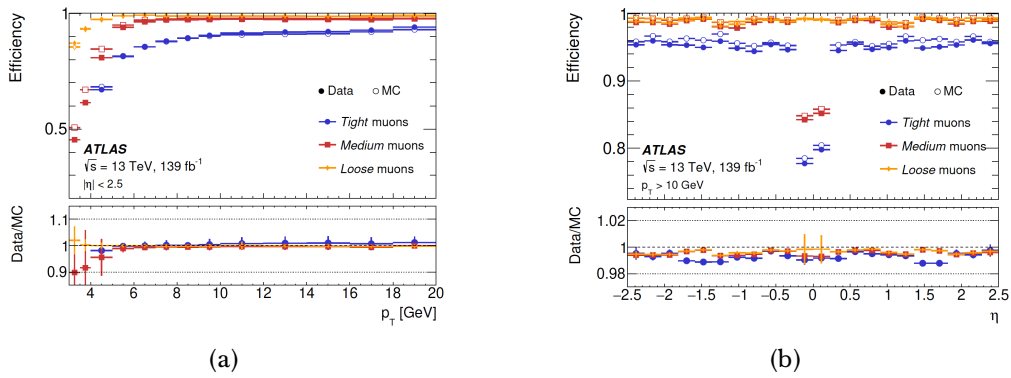 Efficiency
1
0.5
Data
MC
Tight muons
Medium muons
Loose muons
ATLAS
√s = 13 TeV, 139 fb⁻¹
|η| < 2.5
Data/MC
1.1
1
0.9
4 6 8 10 12 14 16 18 20
p_T [GeV]
(a)
Efficiency
1
0.9
0.8
Data
MC
Tight muons
Medium muons
Loose muons
ATLAS
√s = 13 TeV, 139 fb⁻¹
p_T > 10 GeV
Data/MC
1.02
1
0.98
−2.5 −2 −1.5 −1 −0.5 0 0.5 1 1.5 2 2.5
η
(b)